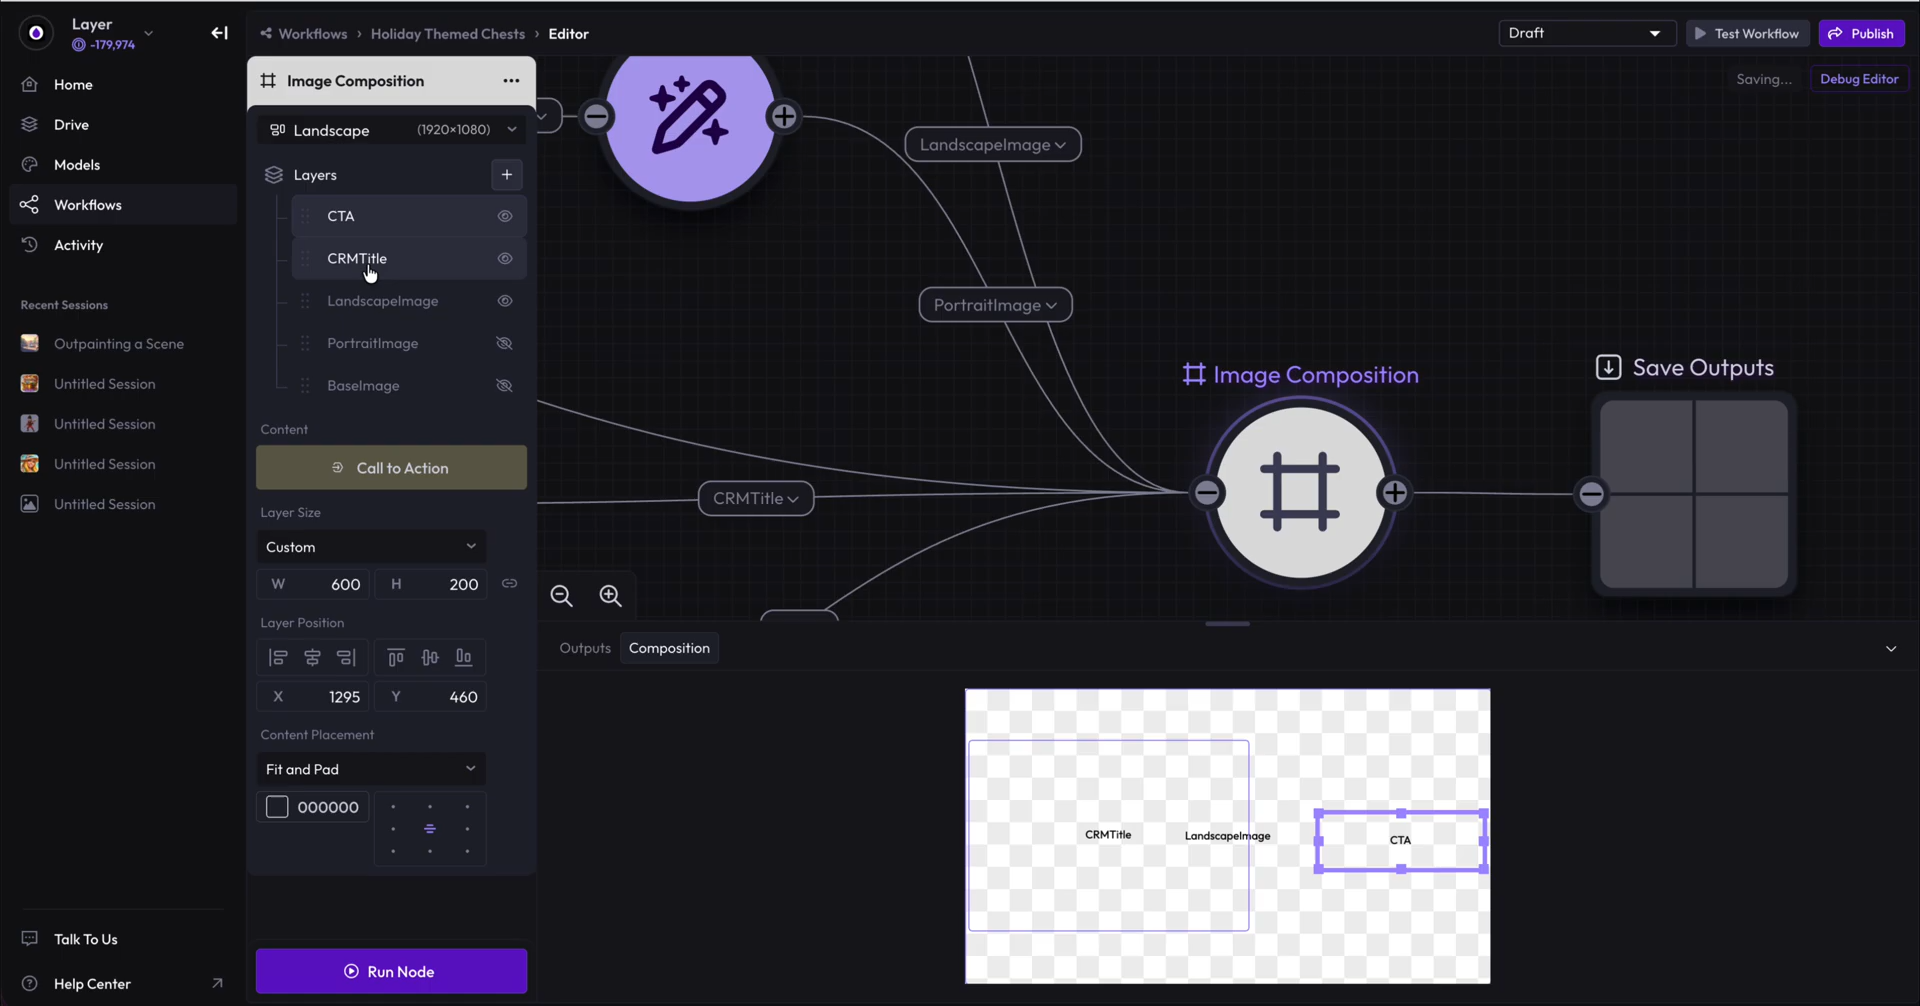 Layer
-179,974
Home
Drive
Models
Workflows
Activity
Recent Sessions
Outpainting a Scene
Untitled Session
Untitled Session
Untitled Session
Untitled Session
Talk To Us
Help Center
Workflows › Holiday Themed Chests › Editor
Draft
Test Workflow
Publish
Saving...
Debug Editor
Image Composition
Landscape (1920×1080)
Layers
CTA
CRMTitle
LandscapeImage
PortraitImage
BaseImage
Content
Call to Action
Layer Size
Custom
W 600 H 200
Layer Position
X 1295 Y 460
Content Placement
Fit and Pad
000000
Run Node
LandscapeImage
PortraitImage
CRMTitle
Image Composition
Save Outputs
Outputs Composition
CRMTitle
LandscapeImage
CTA